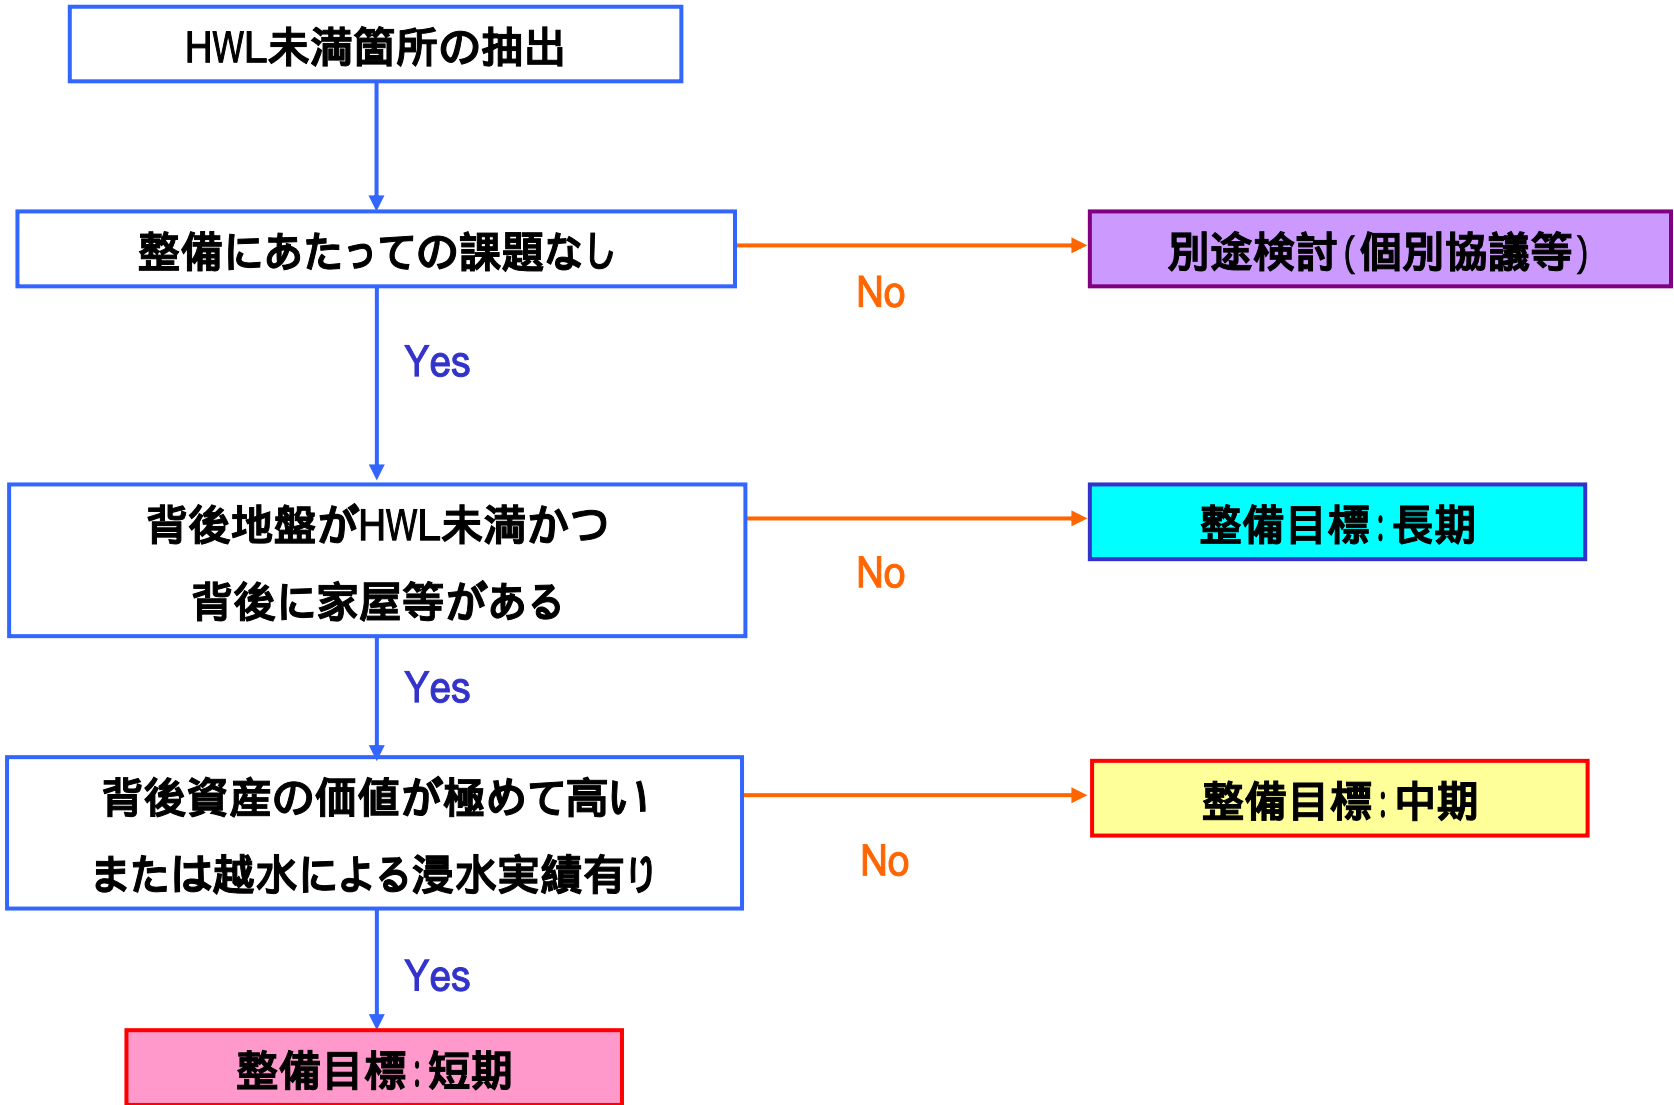 HWL未満箇所の抽出
整備にあたっての課題なし
別途検討(個別協議等)
No
Yes
背後地盤がHWL未満かつ
背後に家屋等がある
整備目標:長期
No
Yes
背後資産の価値が極めて高い
または越水による浸水実績有り
整備目標:中期
No
Yes
整備目標:短期